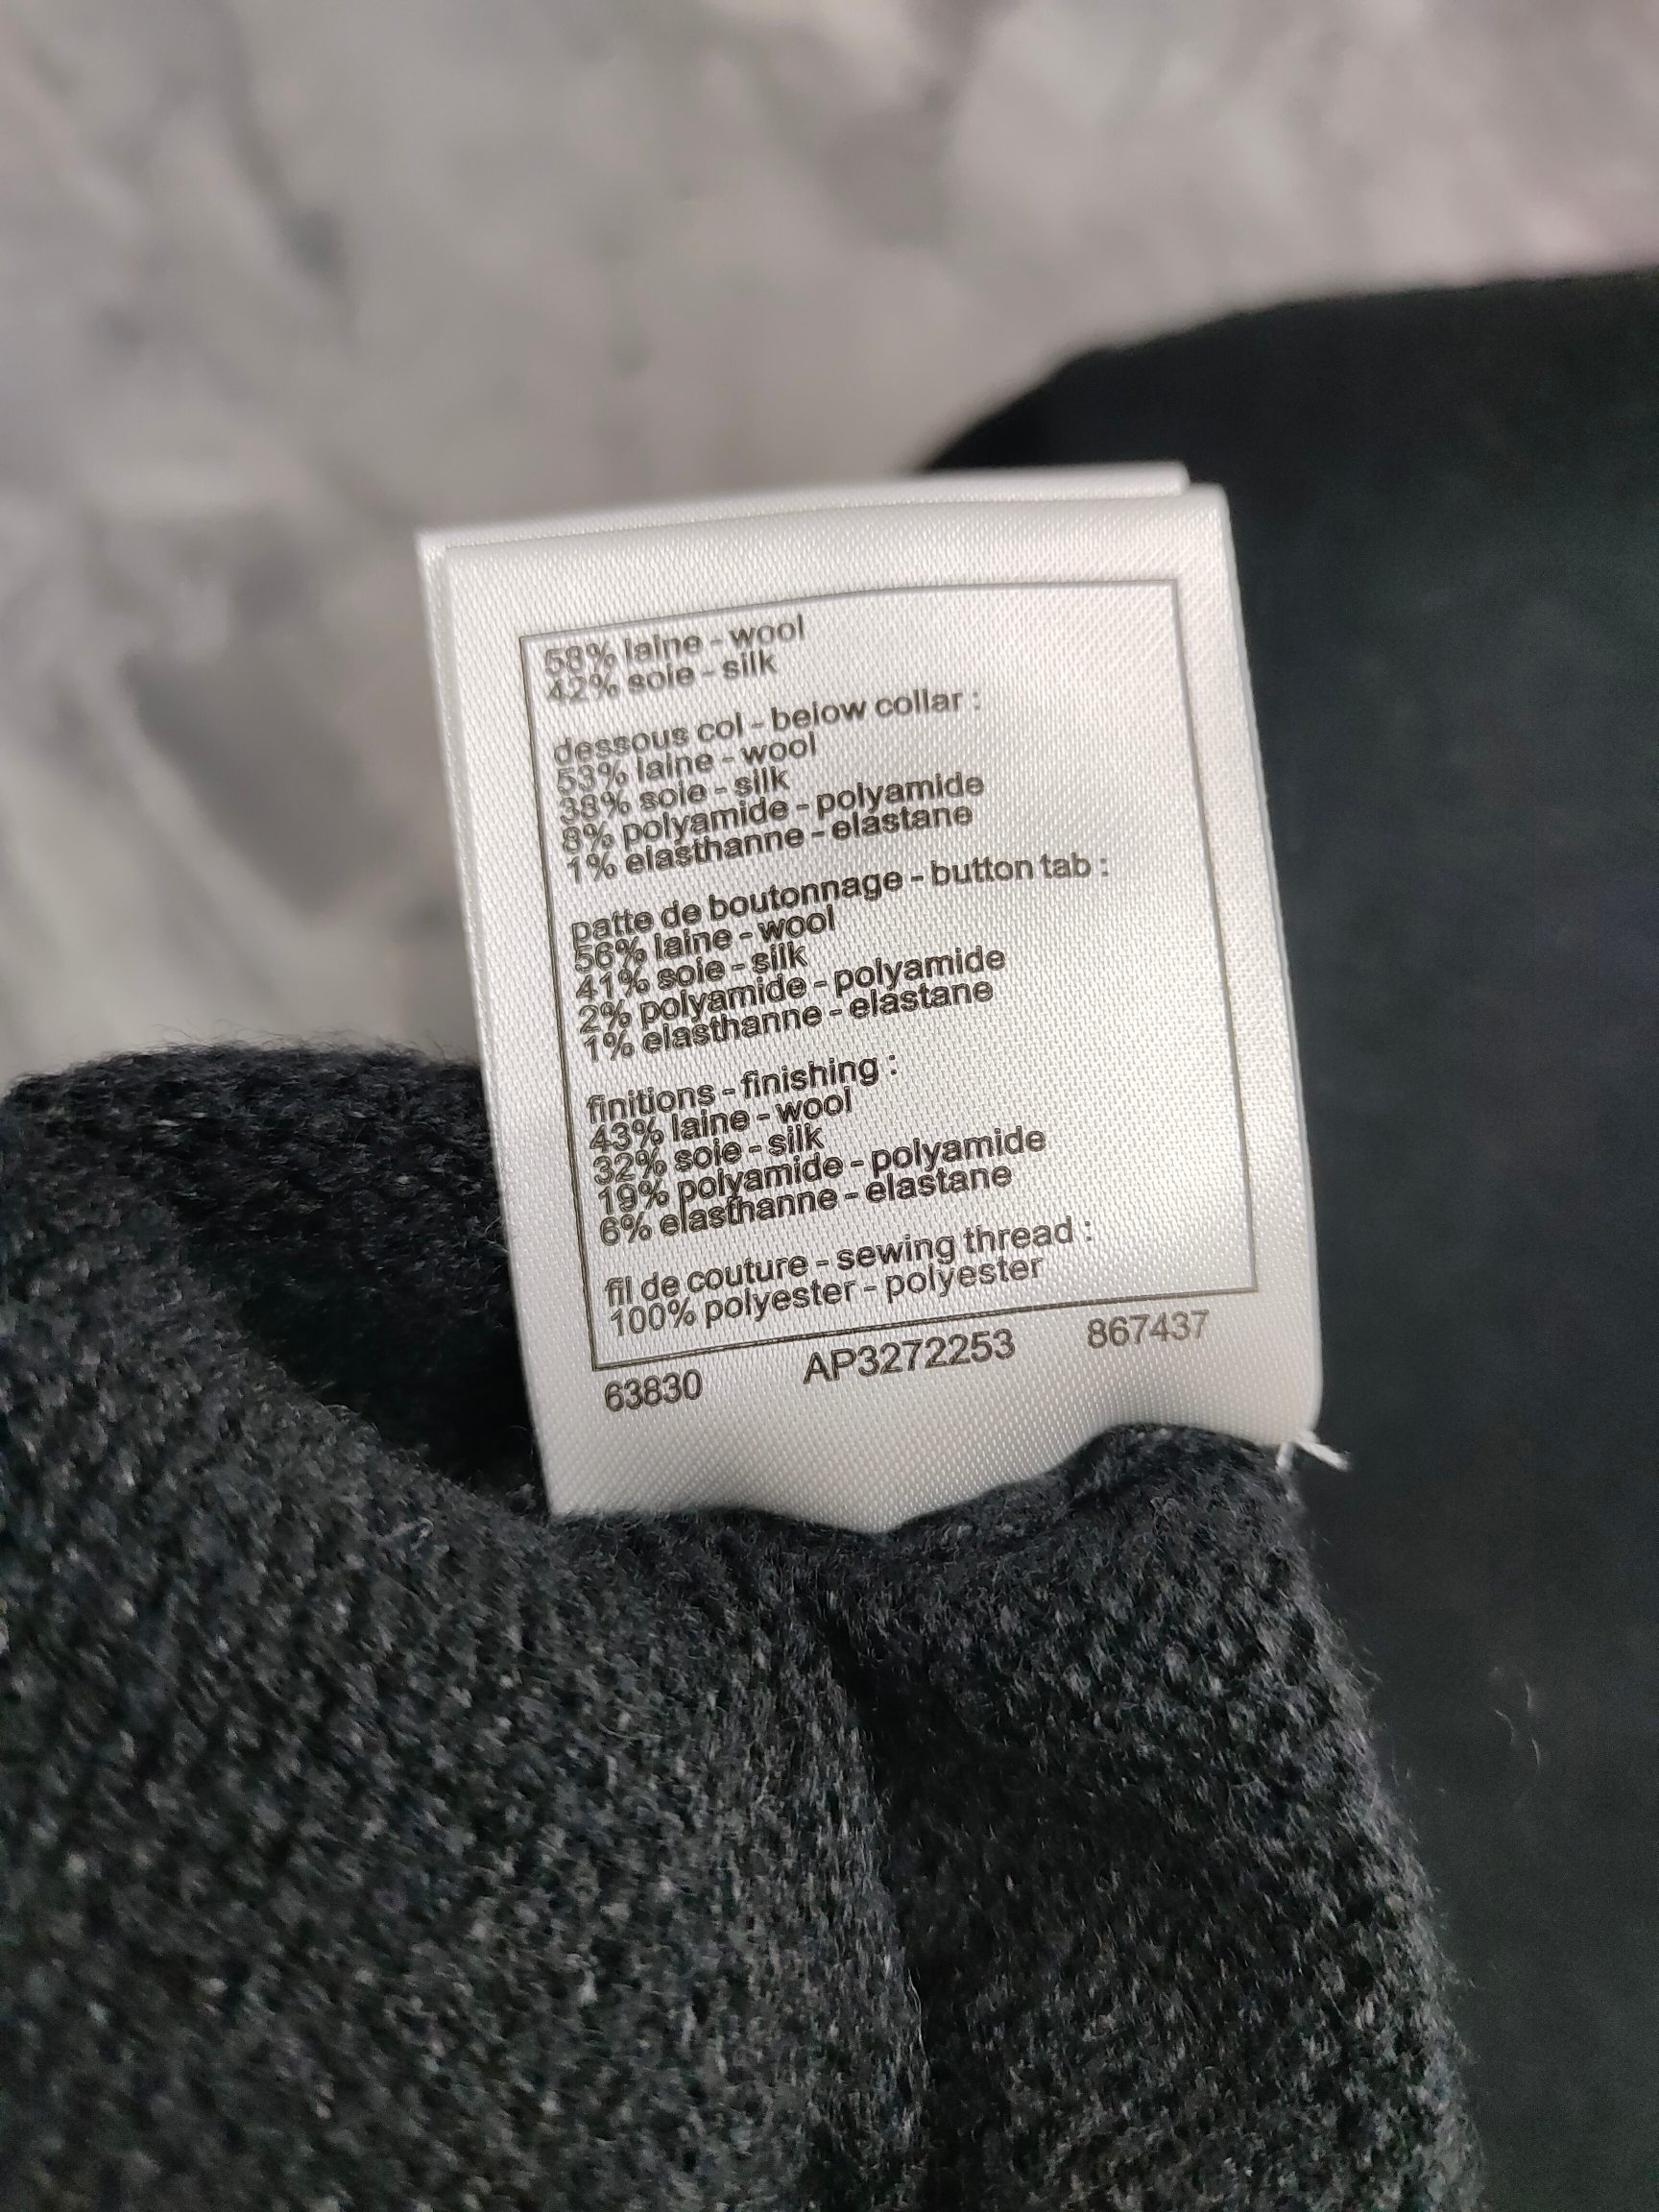 58% laine - wool
42% soie - silk
dessous col - below collar :
53% laine - wool
38% soie - silk
8% polyamide - polyamide
1% elasthanne - elastane
patte de boutonnage - button tab :
56% laine - wool
41% soie - silk
2% polyamide - polyamide
1% elasthanne - elastane
finitions - finishing :
43% laine - wool
32% soie - silk
19% polyamide - polyamide
6% elasthanne - elastane
fil de couture - sewing thread :
100% polyester - polyester
63830 AP3272253 867437